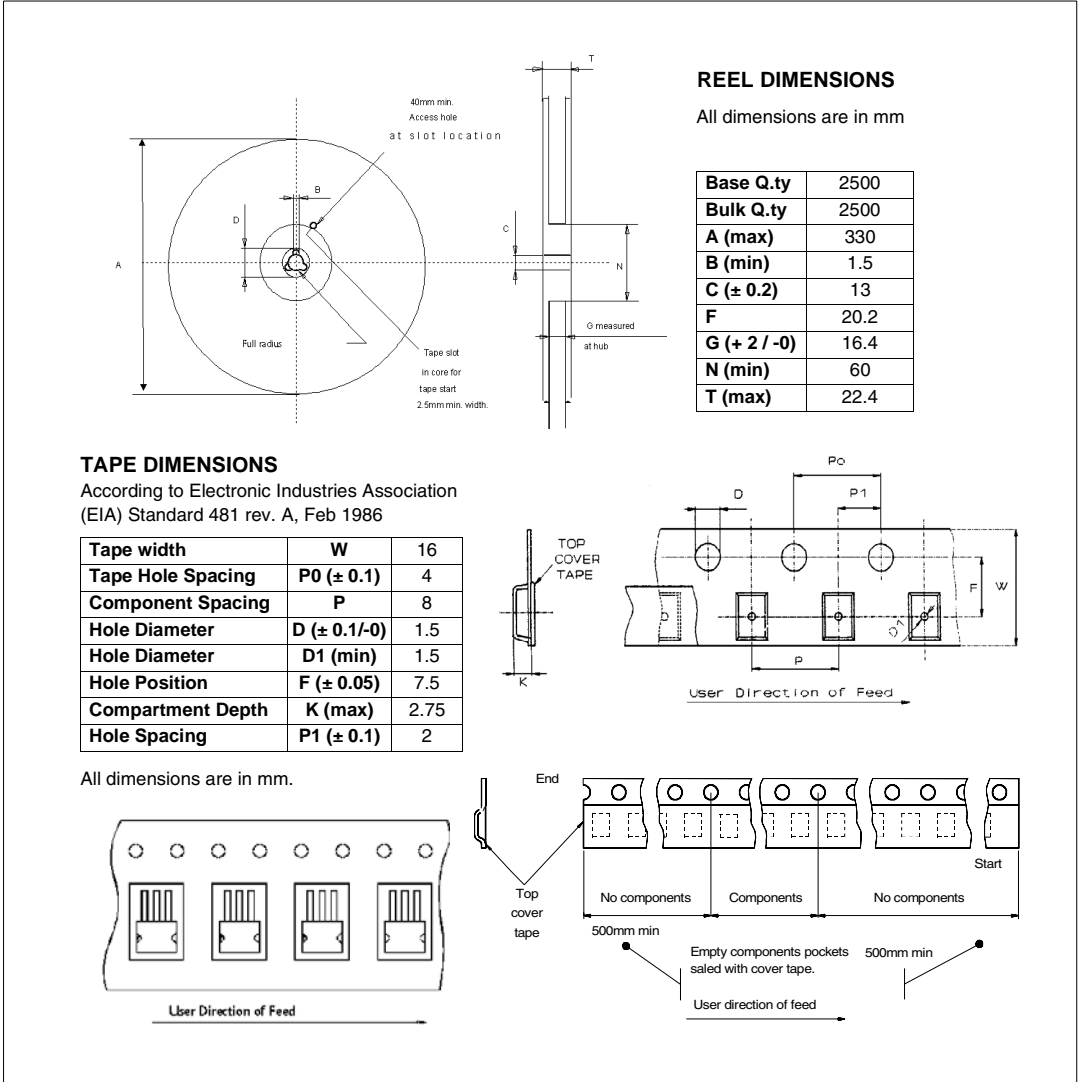 T
40mm min.
Access hole
at slot location
B
D
C
A
N
G measured
at hub
Full radius
Tape slot
in core for
tape start
2.5mm min. width.
REEL DIMENSIONS
All dimensions are in mm
Base Q.ty 2500
Bulk Q.ty 2500
A (max) 330
B (min) 1.5
C (± 0.2) 13
F 20.2
G (+ 2 / -0) 16.4
N (min) 60
T (max) 22.4
TAPE DIMENSIONS
According to Electronic Industries Association
(EIA) Standard 481 rev. A, Feb 1986
Tape width W 16
Tape Hole Spacing P0 (± 0.1) 4
Component Spacing P 8
Hole Diameter D (± 0.1/-0) 1.5
Hole Diameter D1 (min) 1.5
Hole Position F (± 0.05) 7.5
Compartment Depth K (max) 2.75
Hole Spacing P1 (± 0.1) 2
All dimensions are in mm.
Po
D
P1
TOP
COVER
TAPE
F
W
D1
P
K
User Direction of Feed
User Direction of Feed
End
Start
Top
cover
tape
No components
Components
No components
500mm min
Empty components pockets
saled with cover tape.
500mm min
User direction of feed